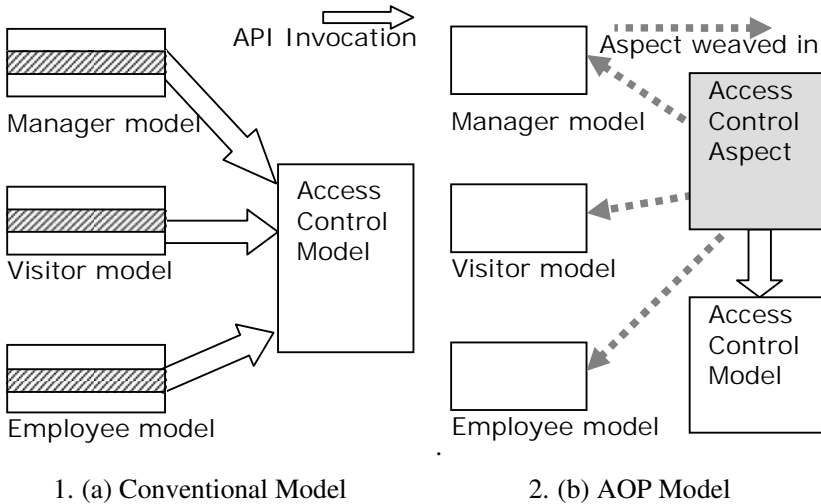 API Invocation
Manager model
Access
Control
Model
Visitor model
Employee model
1. (a) Conventional Model
Aspect weaved in
Manager model
Access
Control
Aspect
Visitor model
Access
Control
Model
Employee model
.
2. (b) AOP Model